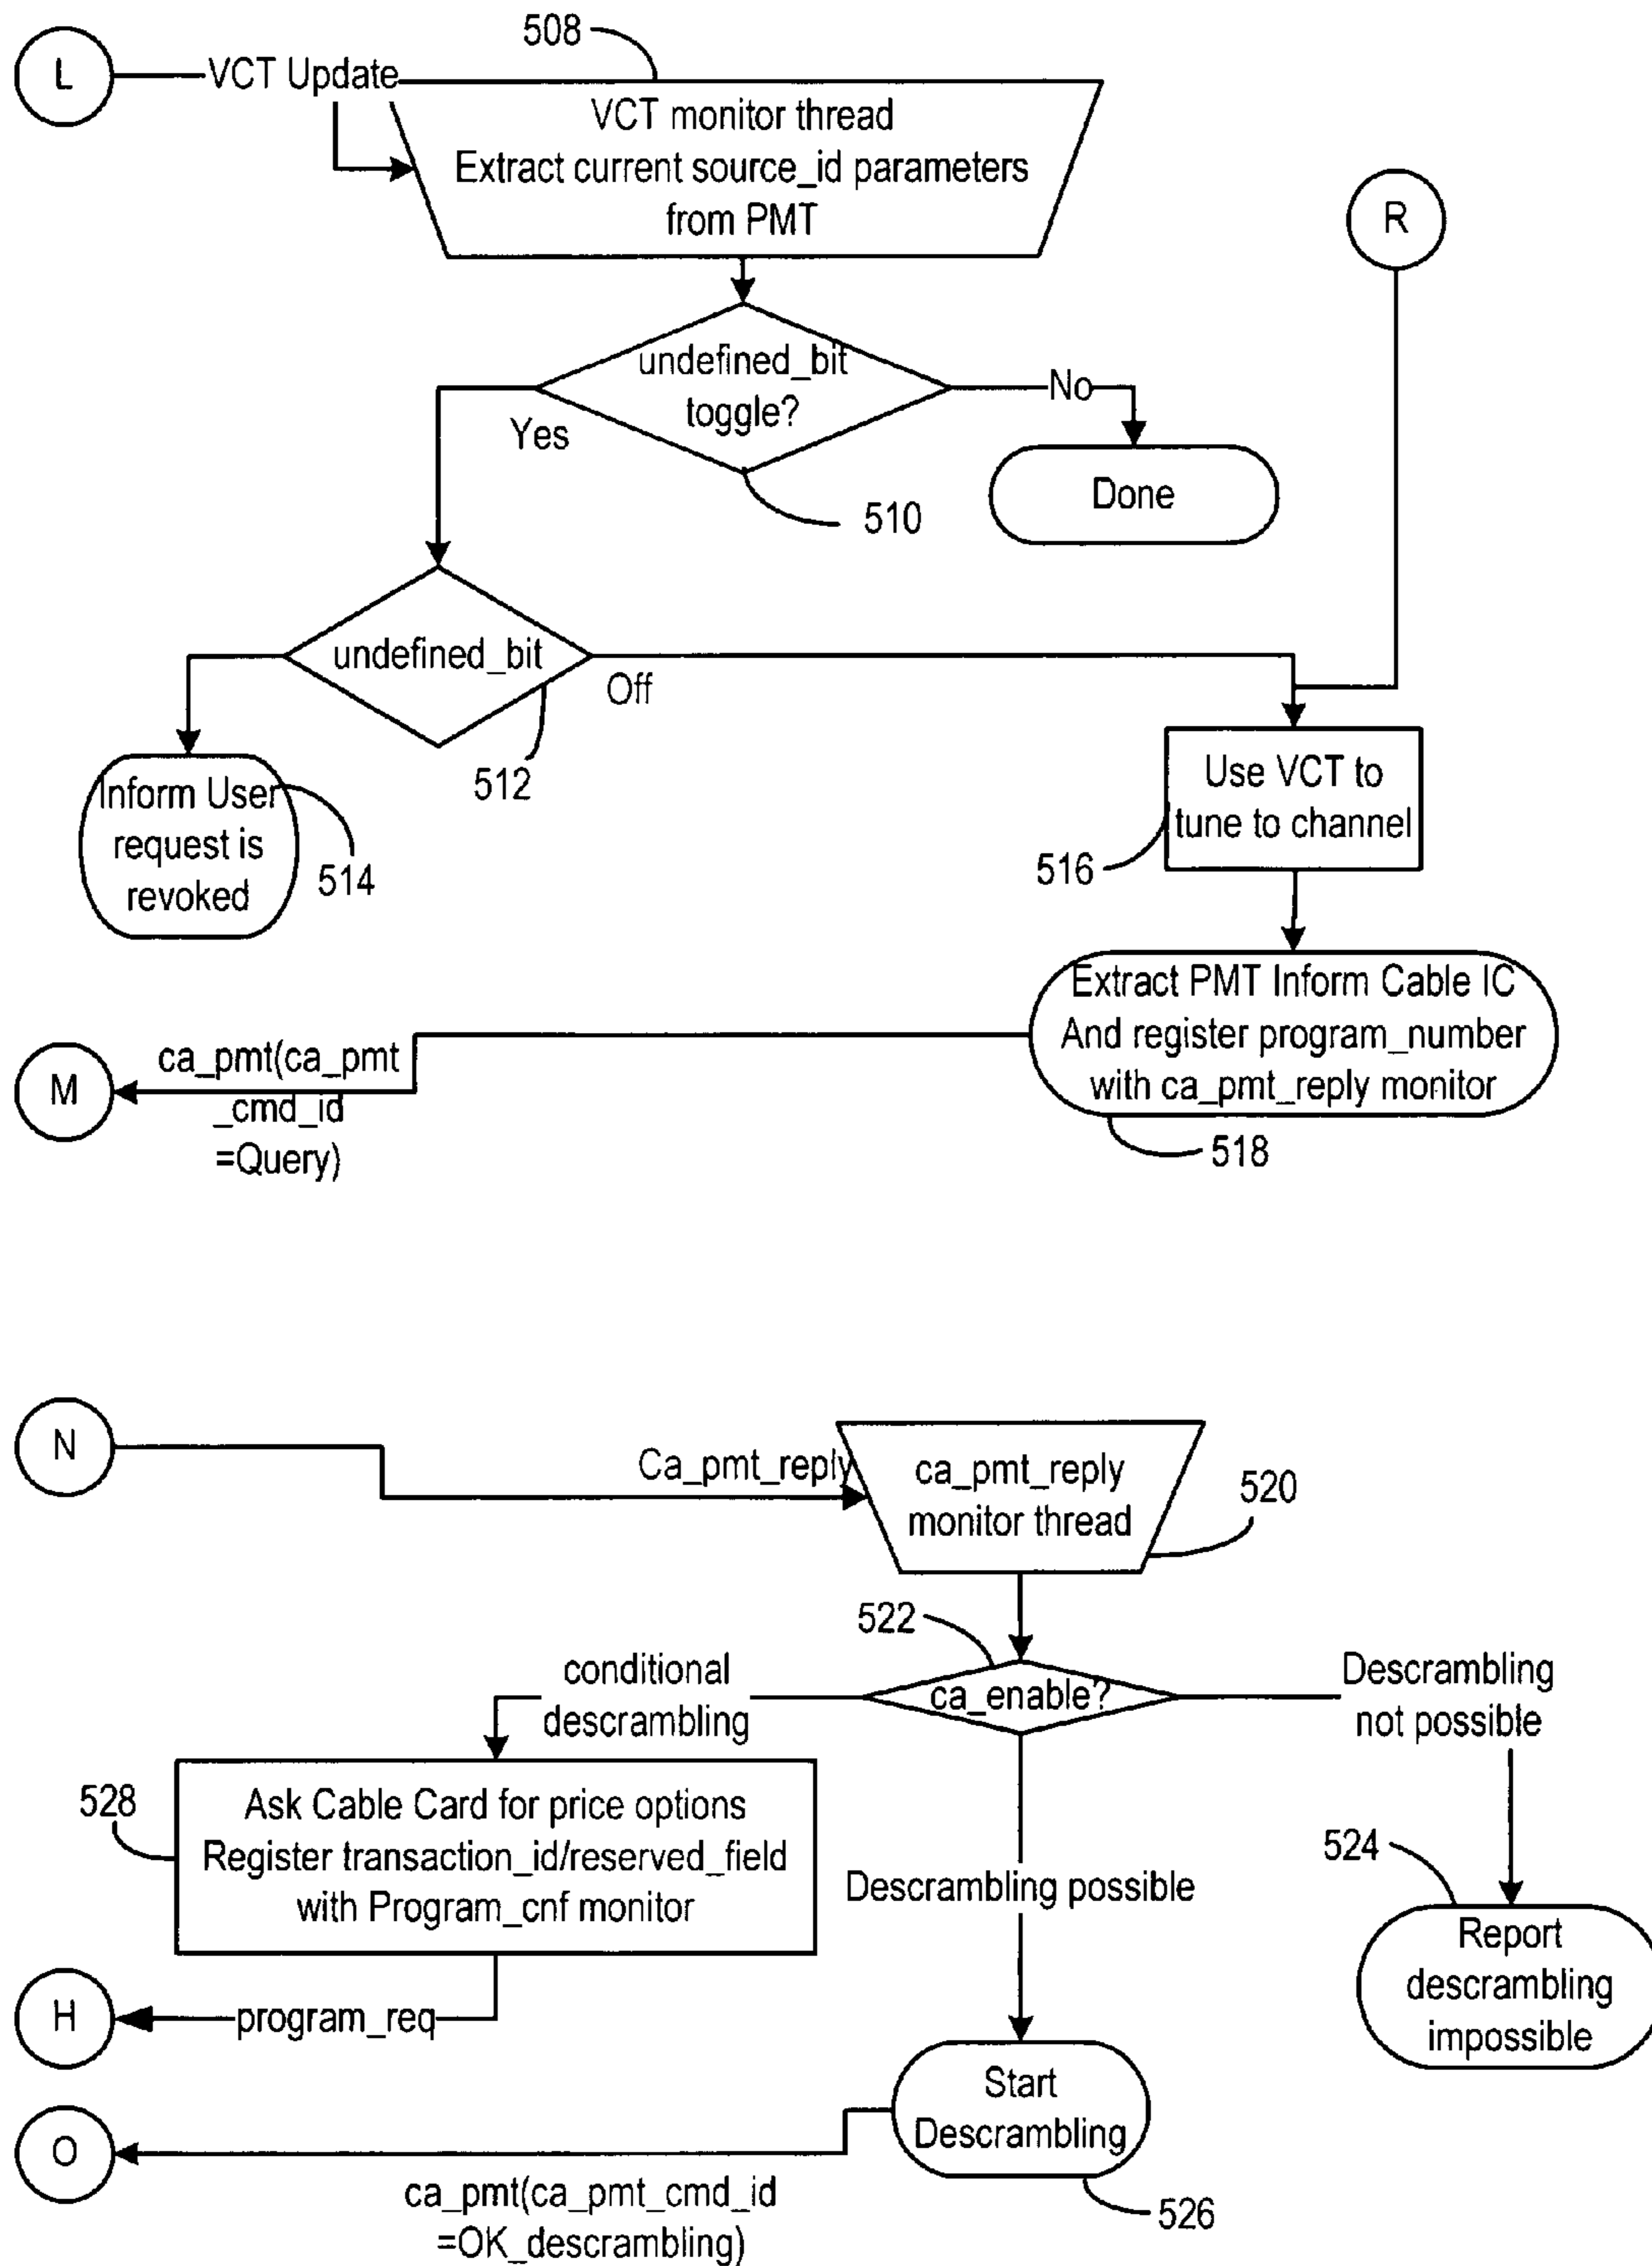 508
L
VCT Update
VCT monitor thread
Extract current source_id parameters
from PMT
R
undefined_bit
toggle?
No
Yes
Done
510
undefined_bit
Off
512
Inform User
request is
revoked
514
Use VCT to
tune to channel
516
Extract PMT Inform Cable IC
And register program_number
with ca_pmt_reply monitor
518
M
ca_pmt(ca_pmt
_cmd_id
=Query)
N
Ca_pmt_reply
ca_pmt_reply
monitor thread
520
522
ca_enable?
conditional
descrambling
Descrambling
not possible
528
Ask Cable Card for price options
Register transaction_id/reserved_field
with Program_cnf monitor
Descrambling possible
524
Report
descrambling
impossible
H
program_req
Start
Descrambling
O
ca_pmt(ca_pmt_cmd_id
=OK_descrambling)
526